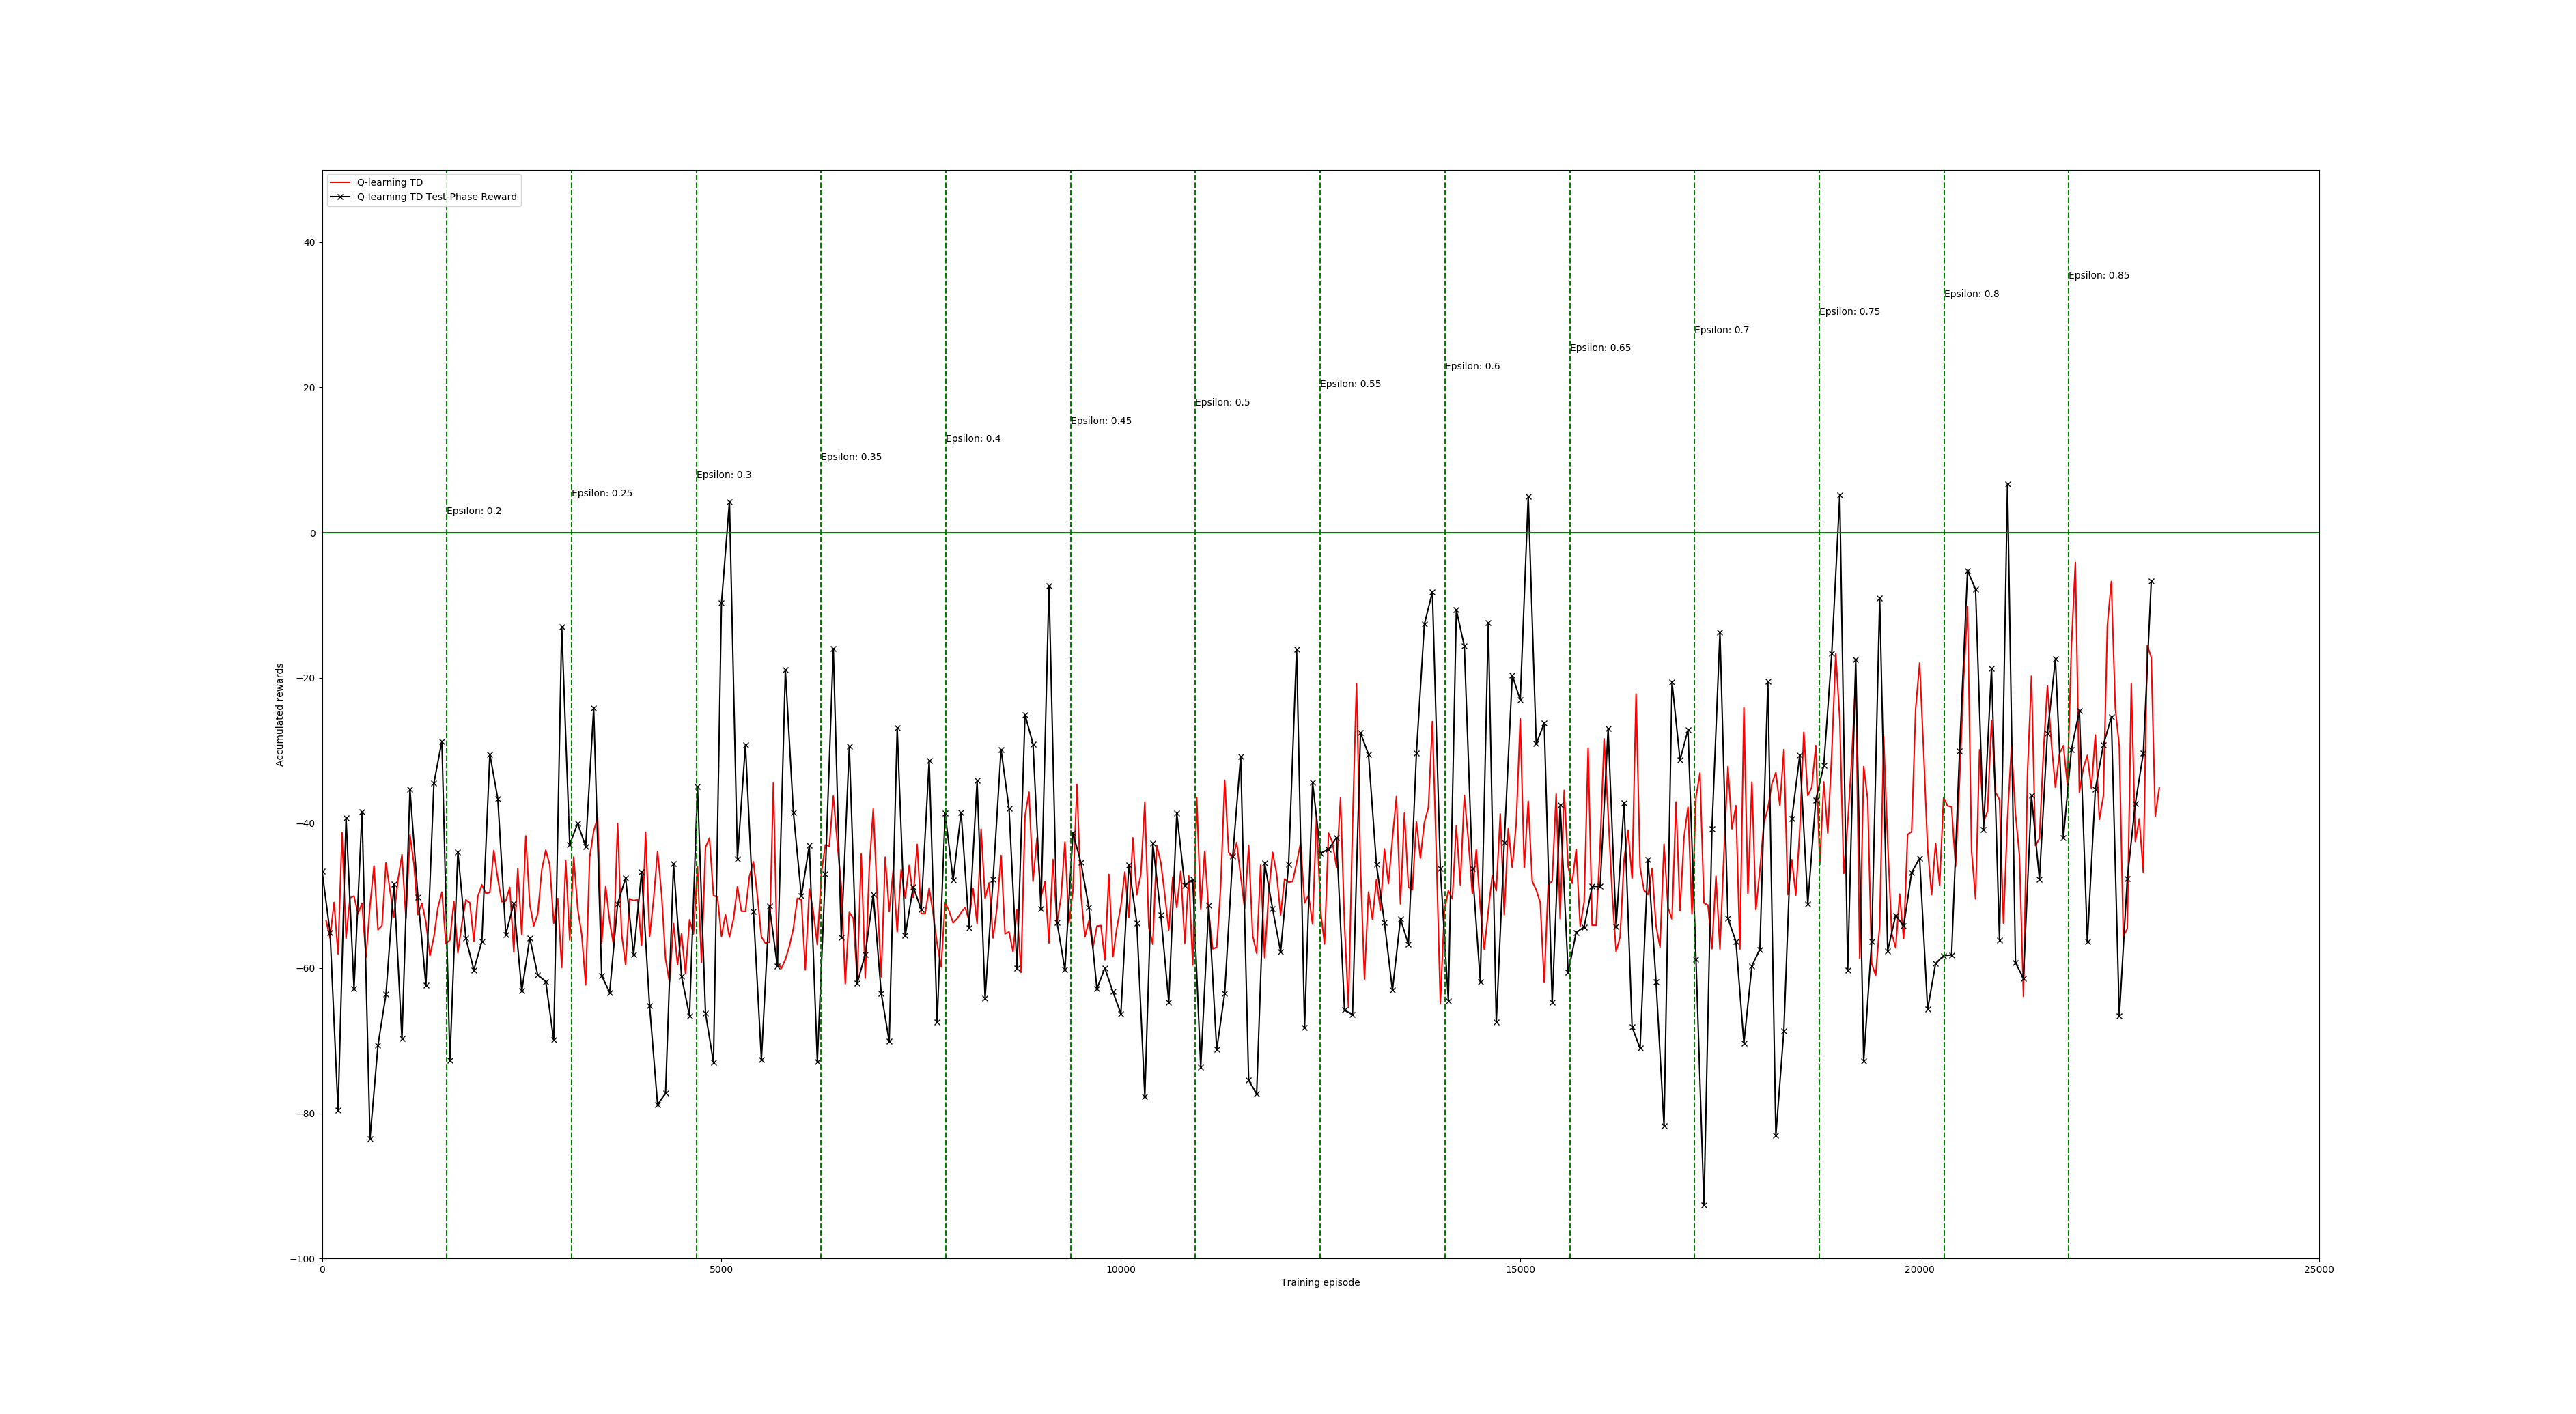 Q-learning TD
Q-learning TD Test-Phase Reward
40
20
0
−20
−40
−60
−80
−100
Accumulated rewards
Epsilon: 0.2
Epsilon: 0.25
Epsilon: 0.3
Epsilon: 0.35
Epsilon: 0.4
Epsilon: 0.45
Epsilon: 0.5
Epsilon: 0.55
Epsilon: 0.6
Epsilon: 0.65
Epsilon: 0.7
Epsilon: 0.75
Epsilon: 0.8
Epsilon: 0.85
0 5000 10000 15000 20000 25000
Training episode